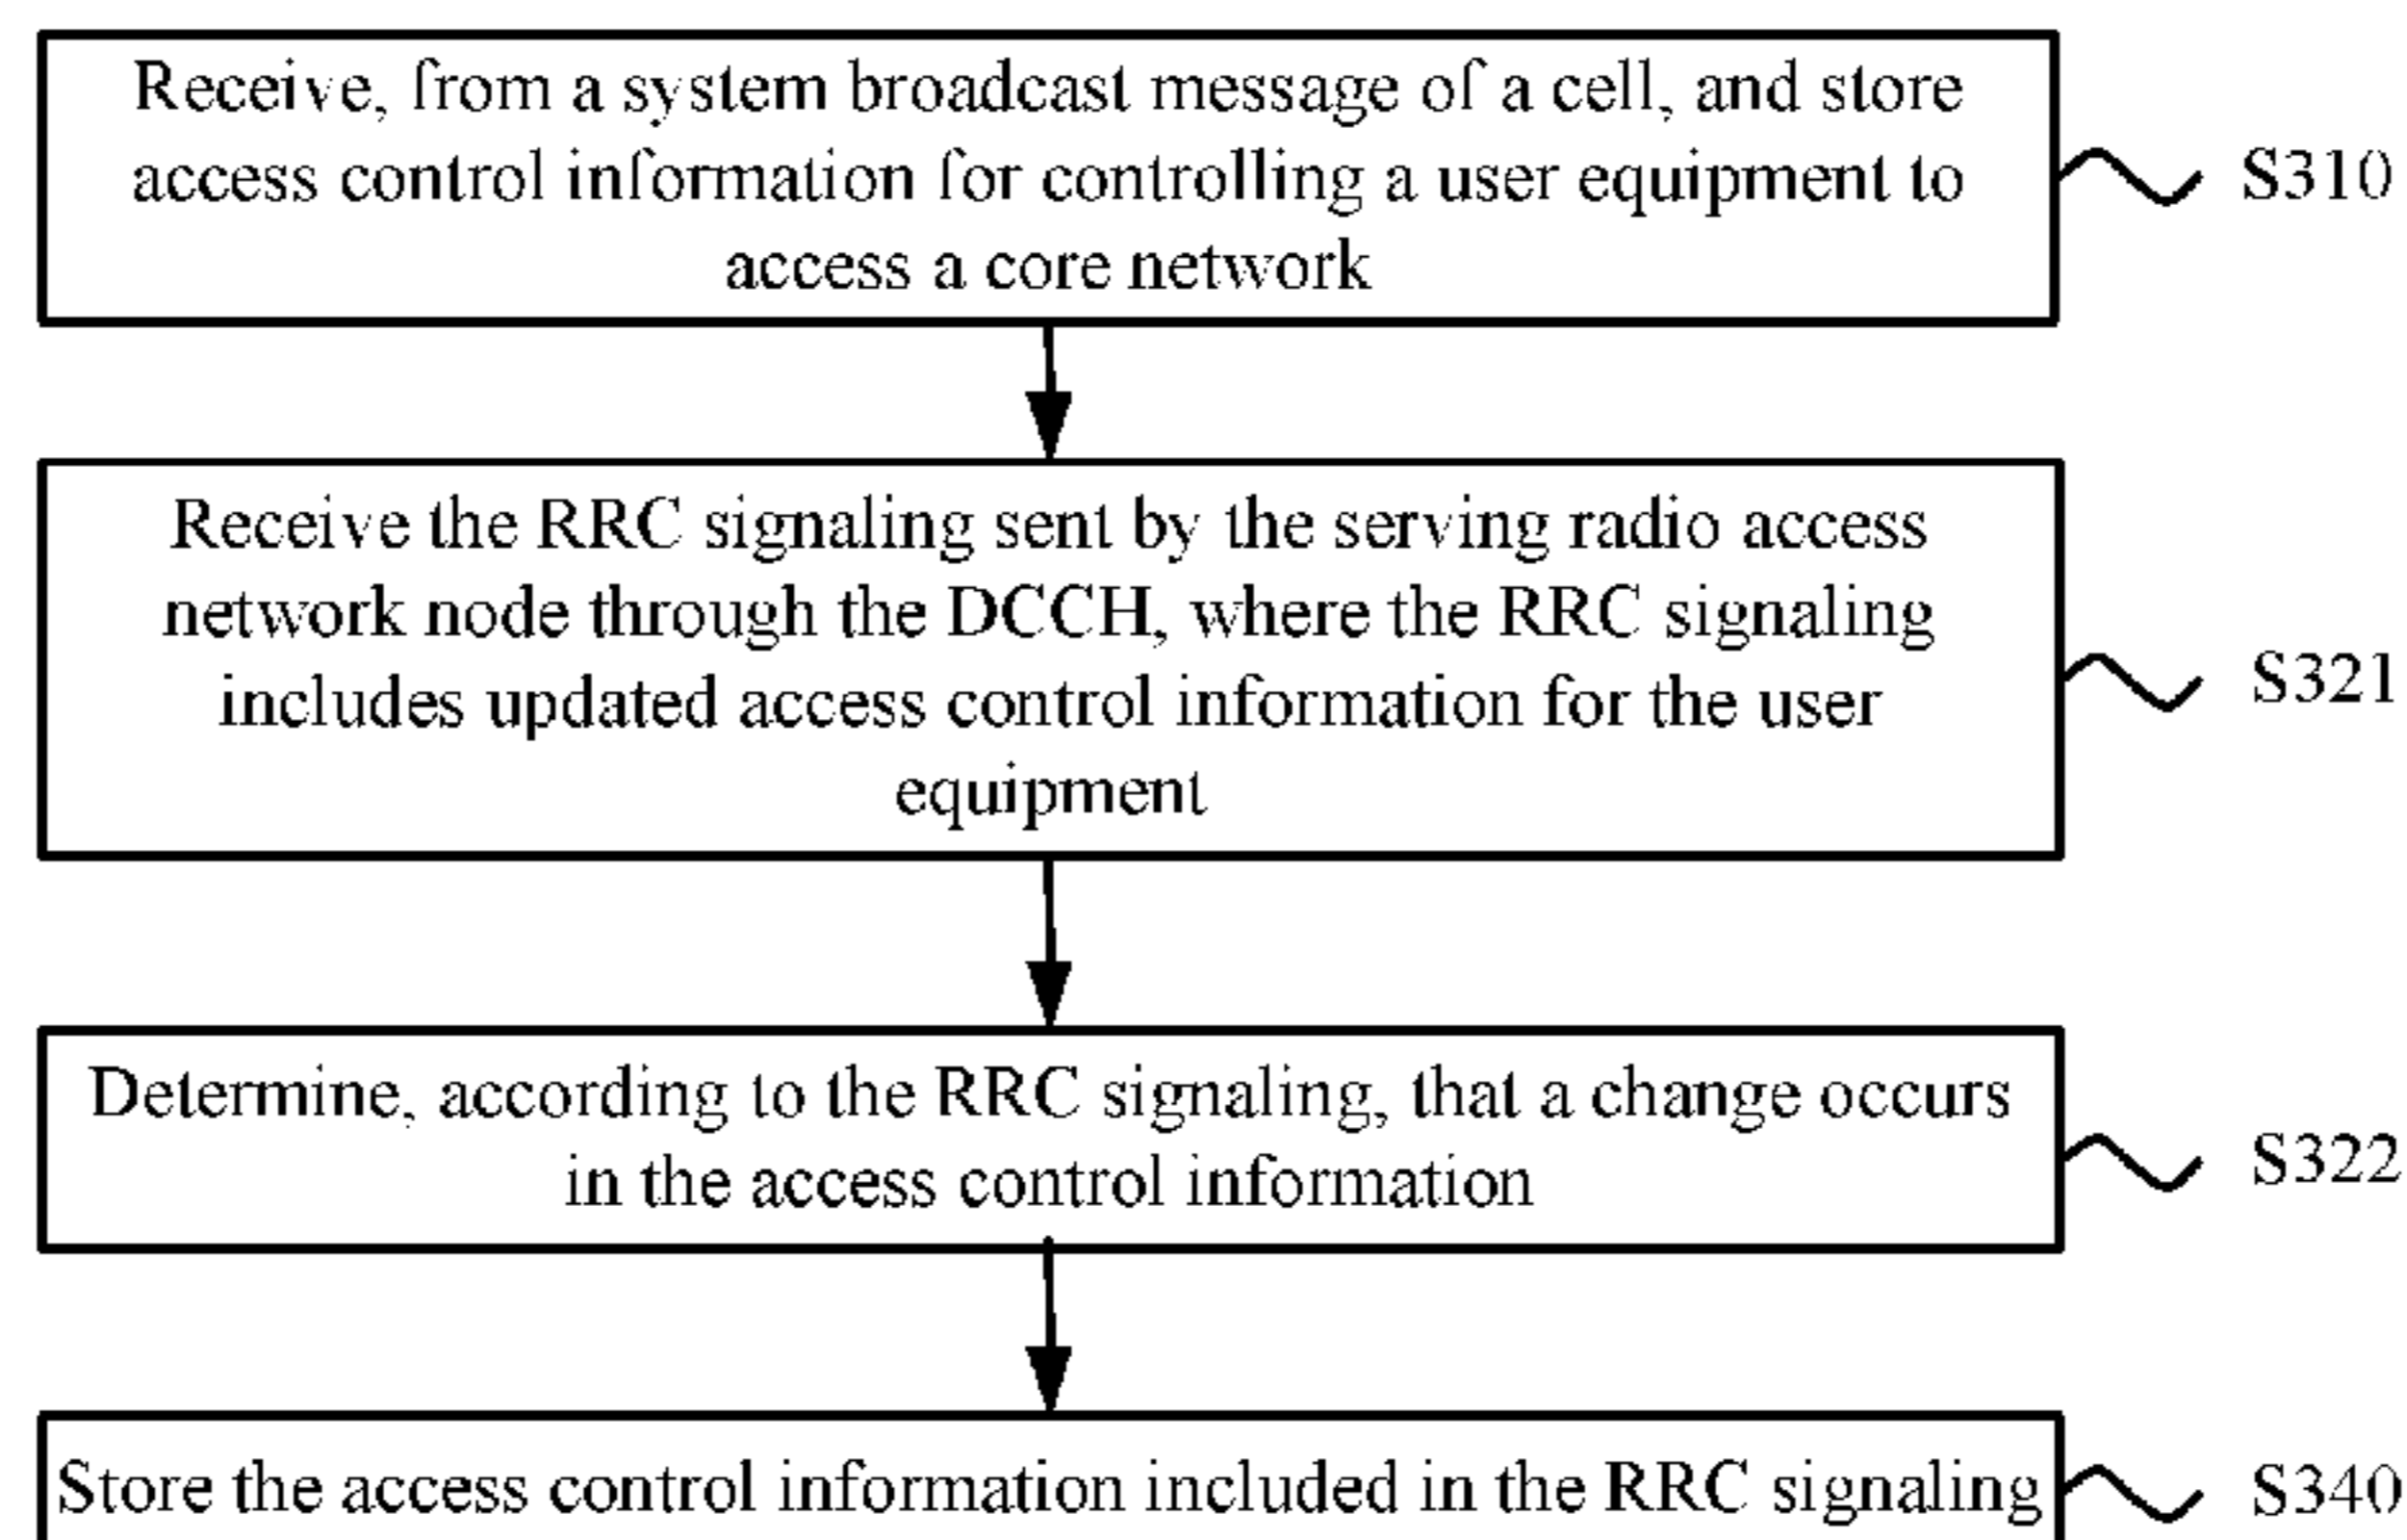 Receive, from a system broadcast message of a cell, and store
access control information for controlling a user equipment to
access a core network
S310
Receive the RRC signaling sent by the serving radio access
network node through the DCCH, where the RRC signaling
includes updated access control information for the user
equipment
S321
Determine, according to the RRC signaling, that a change occurs
in the access control information
S322
Store the access control information included in the RRC signaling
S340